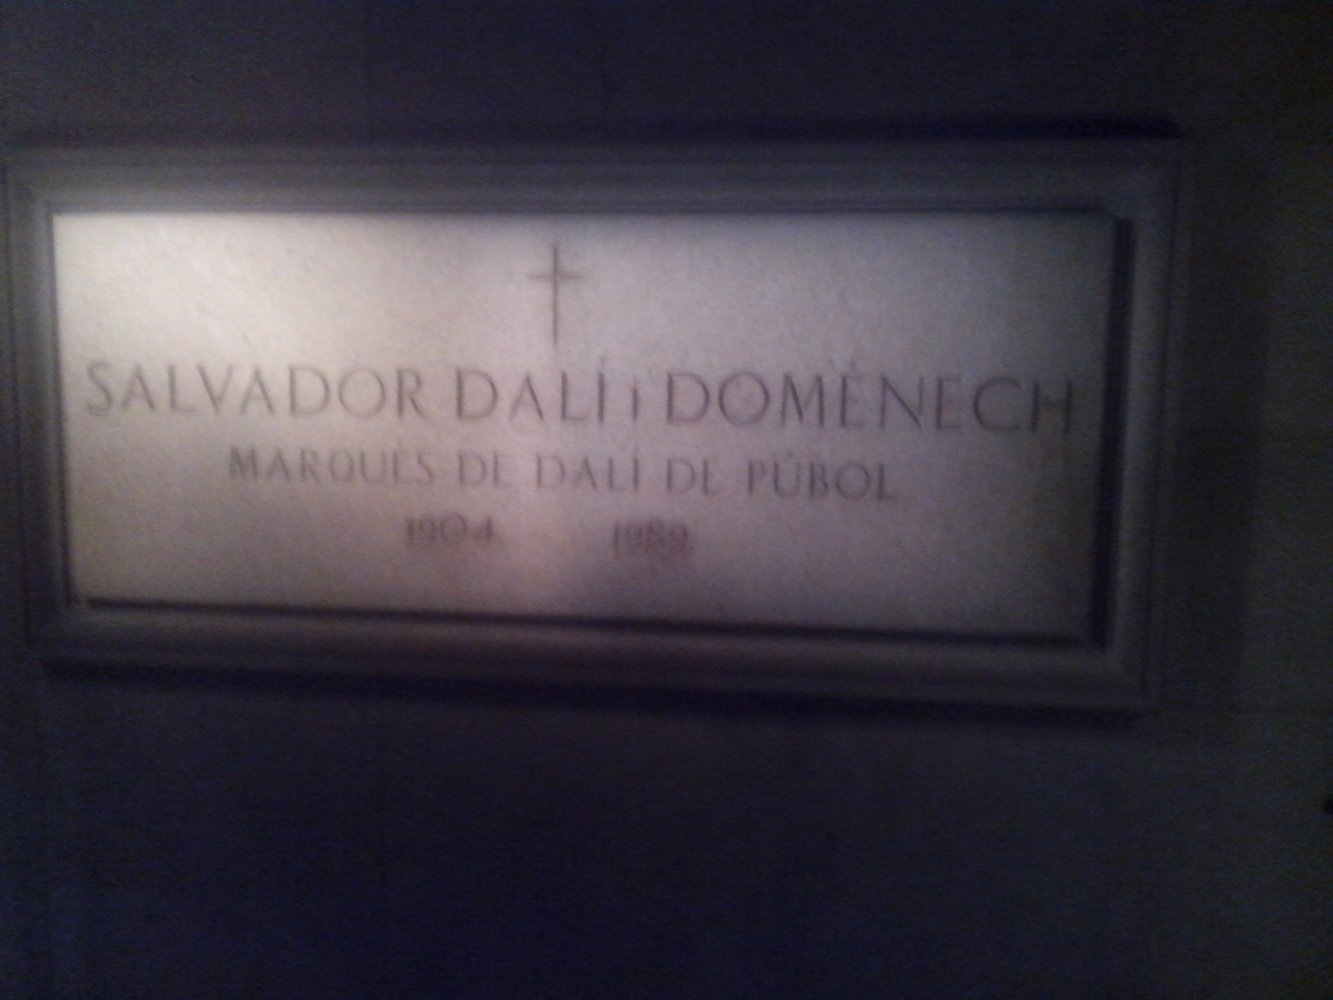 SALVADOR DALÍ i DOMÈNECH
MARQUÈS DE DALÍ DE PÚBOL
1904 1989